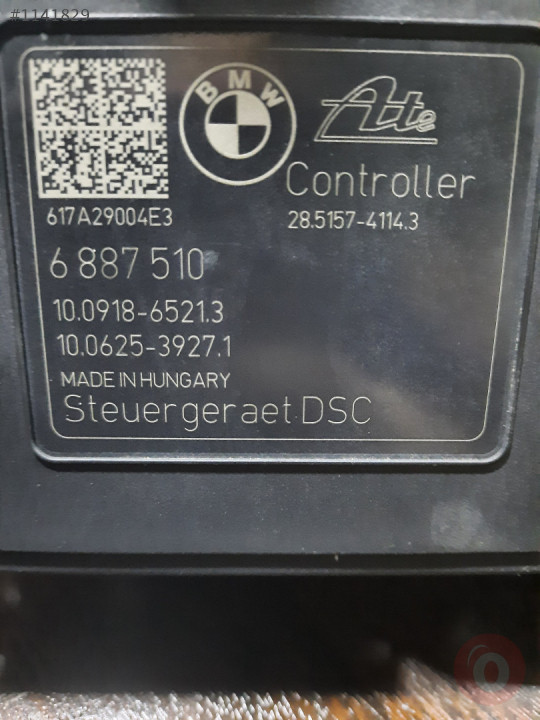 #1141829
BMW
Ate
Controller
617A29004E3
28.5157-4114.3
6 887 510
10.0918-6521.3
10.0625-3927.1
MADE IN HUNGARY
Steuergeraet DSC